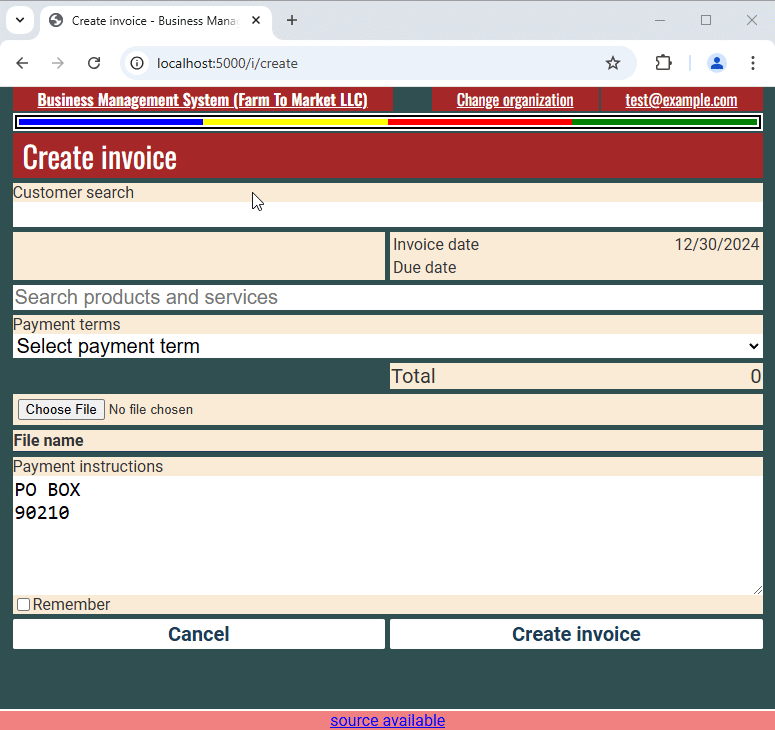 Create invoice - Business Mana
localhost:5000/i/create
Business Management System (Farm To Market LLC) Change organization test@example.com
Create invoice
Customer search
Invoice date 12/30/2024
Due date
Search products and services
Payment terms
Select payment term
Total 0
Choose File No file chosen
File name
Payment instructions
PO BOX
90210
Remember
Cancel Create invoice
source available